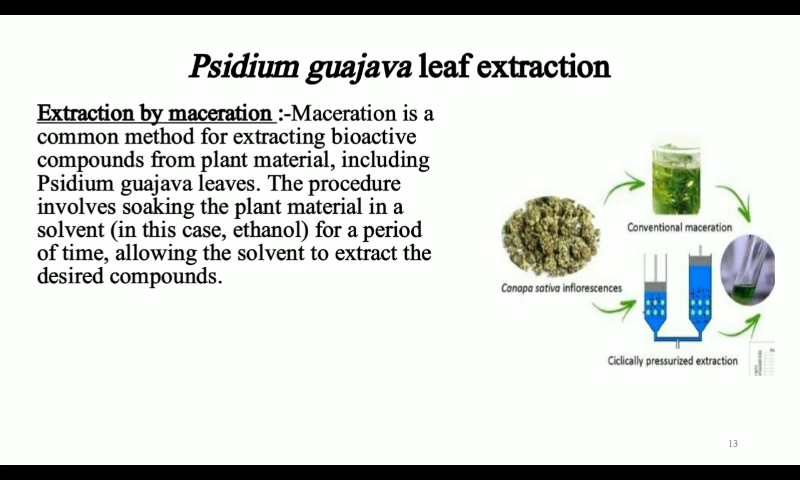 Psidium guajava leaf extraction
Extraction by maceration :-Maceration is a
common method for extracting bioactive
compounds from plant material, including
Psidium guajava leaves. The procedure
involves soaking the plant material in a
solvent (in this case, ethanol) for a period
of time, allowing the solvent to extract the
desired compounds.
Conventional maceration
Canapa sativa inflorescences
Ciclically pressurized extraction
13